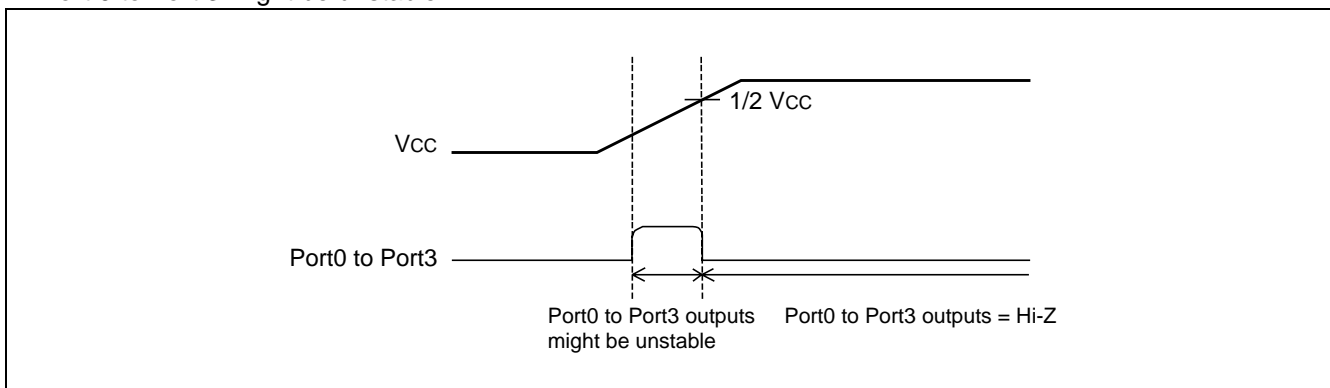 1/2 VCC
VCC
Port0 to Port3
Port0 to Port3 outputs
might be unstable
Port0 to Port3 outputs = Hi-Z